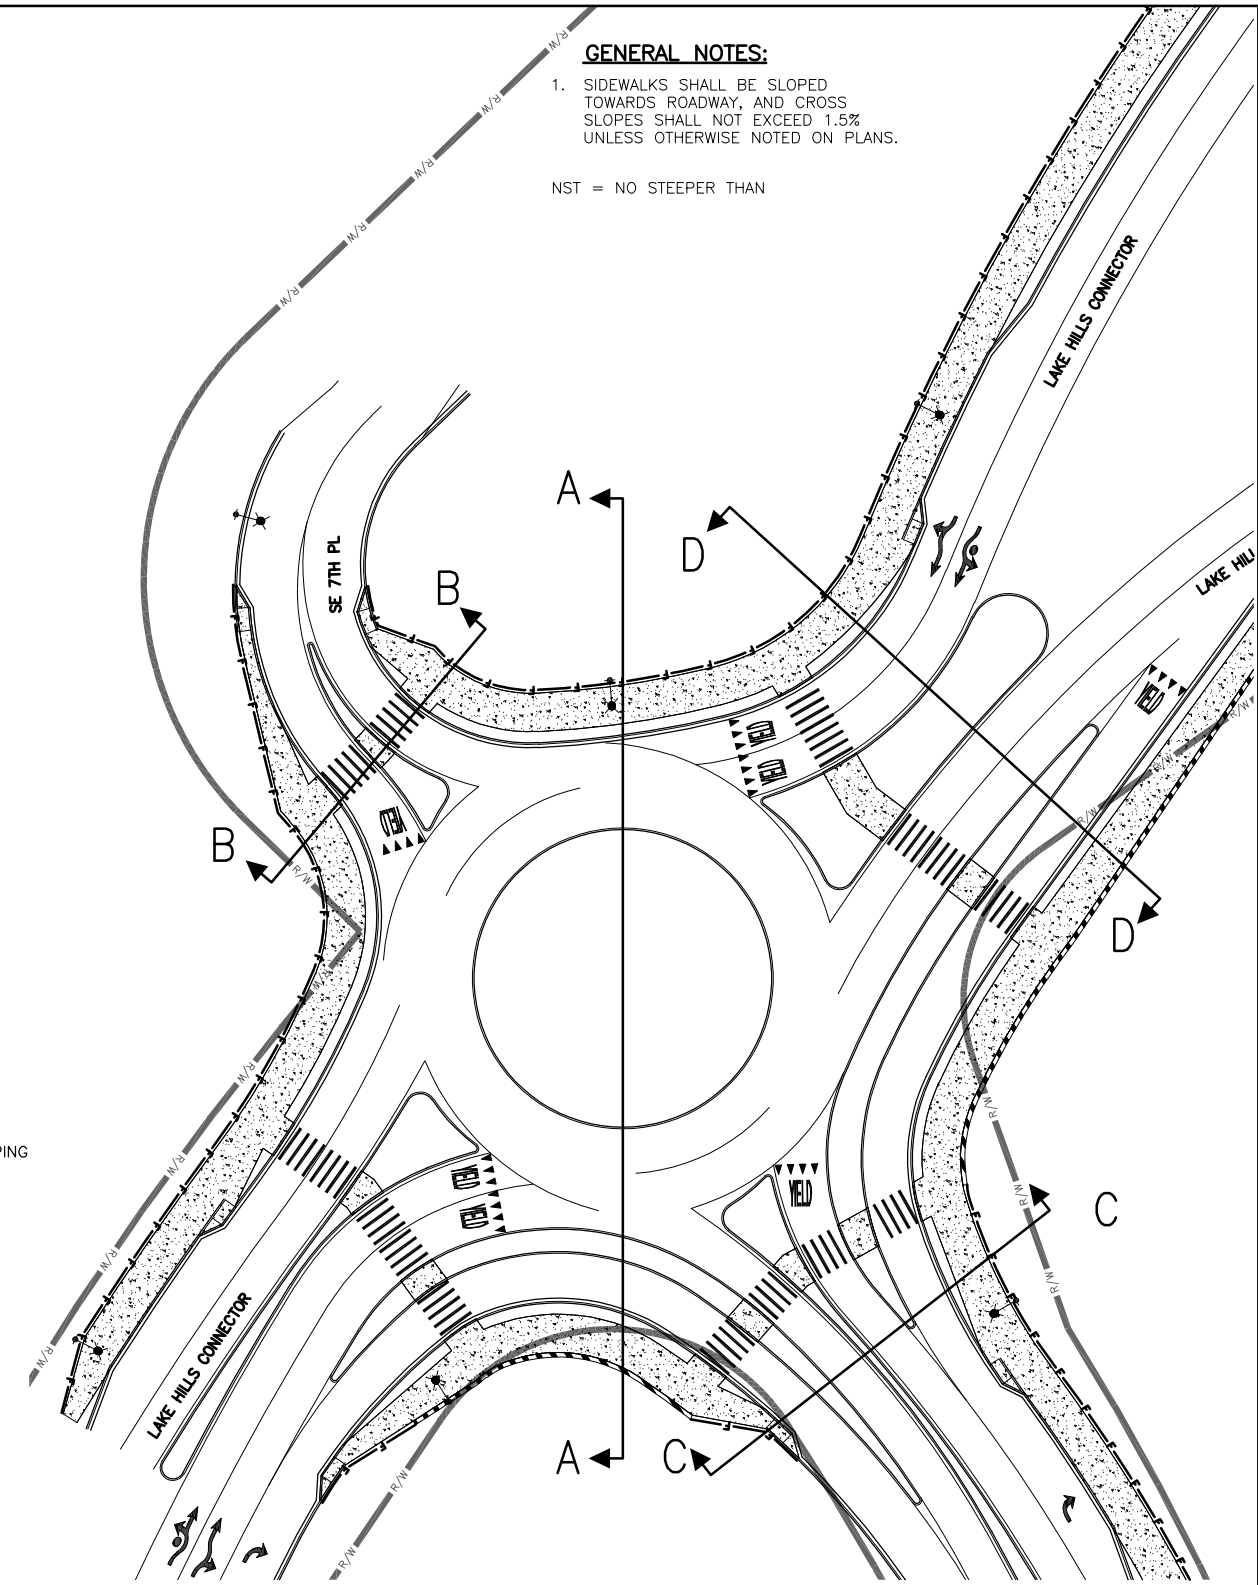 GENERAL NOTES:
1. SIDEWALKS SHALL BE SLOPED
TOWARDS ROADWAY, AND CROSS
SLOPES SHALL NOT EXCEED 1.5%
UNLESS OTHERWISE NOTED ON PLANS.
NST = NO STEEPER THAN
R/W
R/W
R/W
R/W
R/W
LAKE HILLS CONNECTOR
A
D
SE 7TH PL
B
LAKE HILL
YIELD
R/W
YIELD
YIELD
R/W
YIELD
R/W
B
R/W
D
R/W
R/W
R/W
PING
R/W
YIELD
YIELD
YIELD
R/W
C
R/W
R/W
LAKE HILLS CONNECTOR
R/W
A
C
R/W
R/W